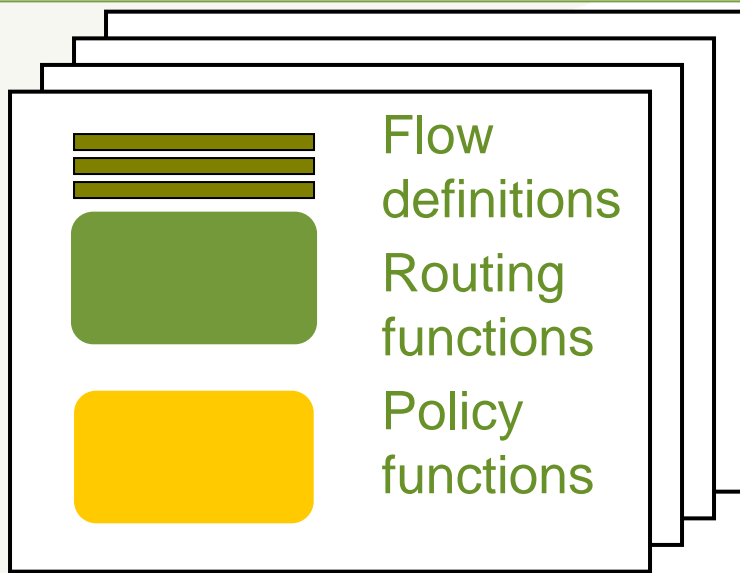 Flow
definitions
Routing
functions
Policy
functions